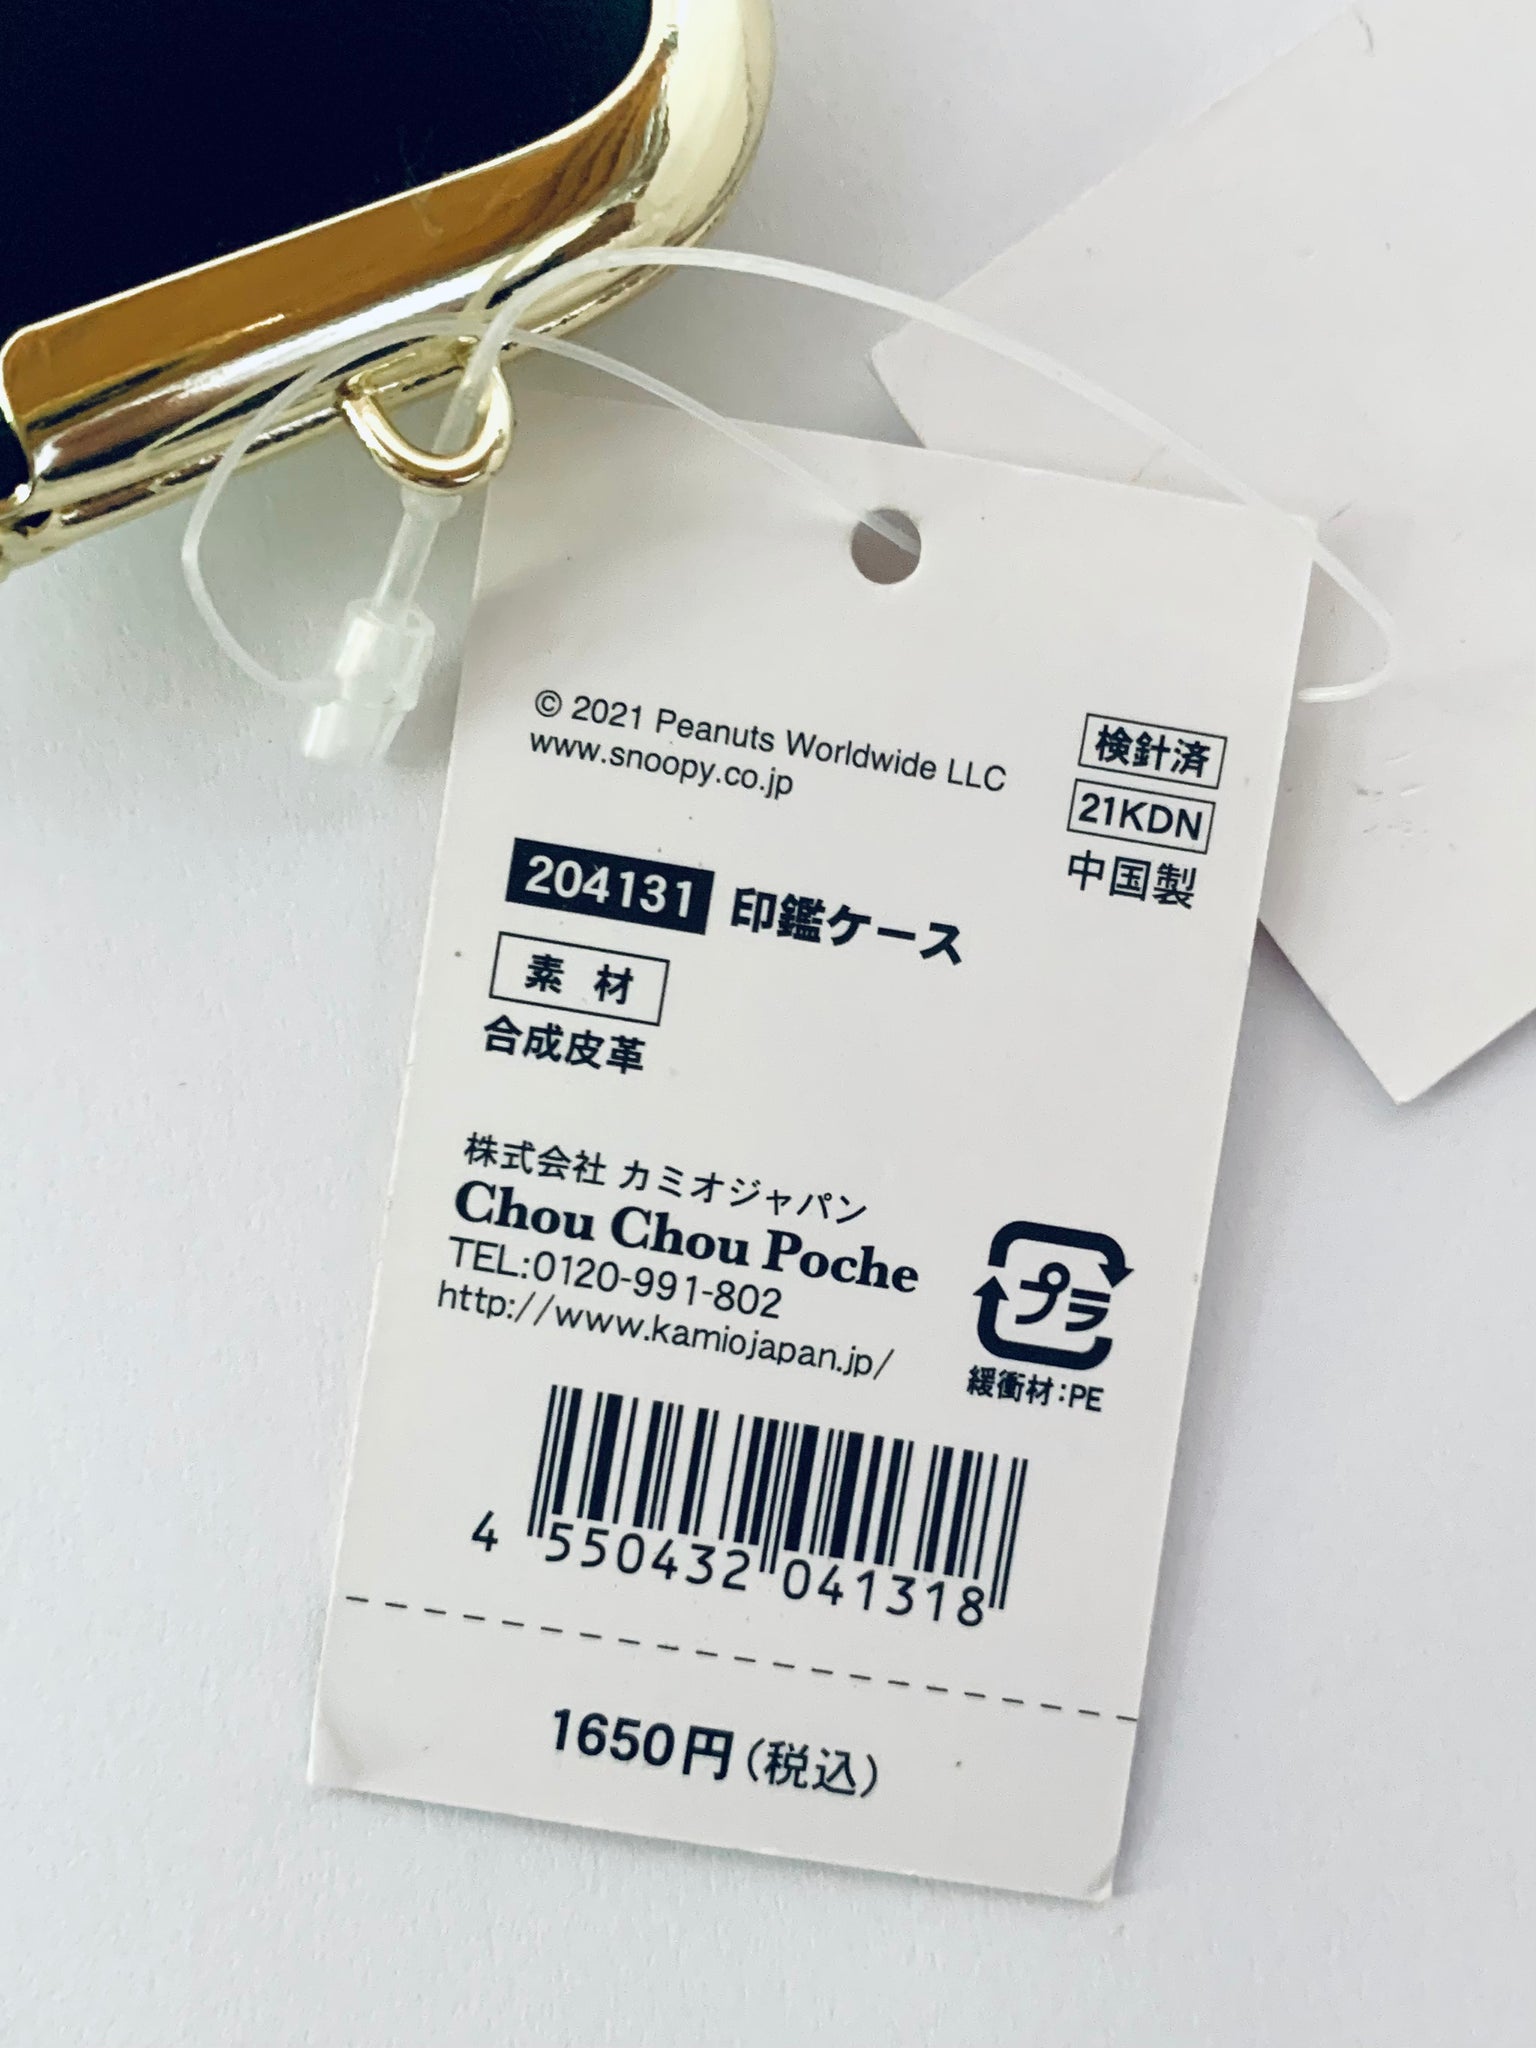 © 2021 Peanuts Worldwide LLC
www.snoopy.co.jp
検針済
21KDN
中国製
204131 印鑑ケース
素 材
合成皮革
株式会社 カミオジャパン
Chou Chou Poche
TEL:0120-991-802
http://www.kamiojapan.jp/
プラ
緩衝材:PE
4 550432 041318
1650円(税込)